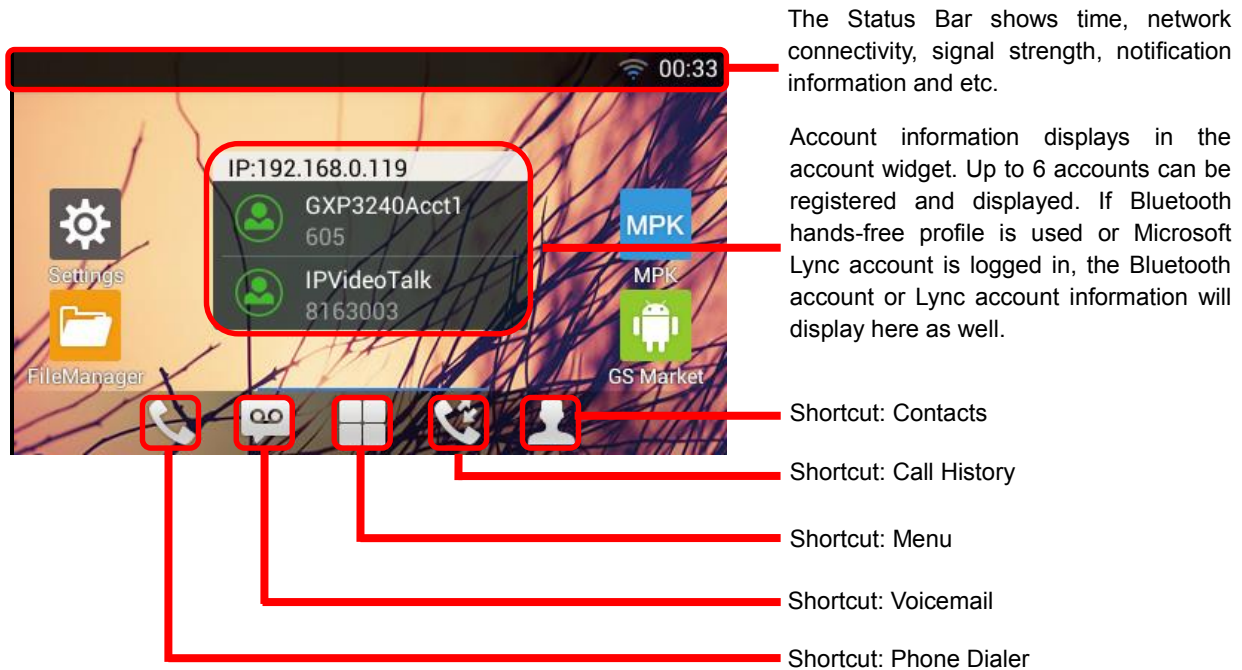 The Status Bar shows time, network
connectivity, signal strength, notification
information and etc.
00:33
Account information displays in the
account widget. Up to 6 accounts can be
registered and displayed. If Bluetooth
hands-free profile is used or Microsoft
Lync account is logged in, the Bluetooth
account or Lync account information will
display here as well.
IP:192.168.0.119
GXP3240Acct1
605
IPVideoTalk
8163003
Settings
FileManager
MPK
MPK
GS Market
Shortcut: Contacts
Shortcut: Call History
Shortcut: Menu
Shortcut: Voicemail
Shortcut: Phone Dialer